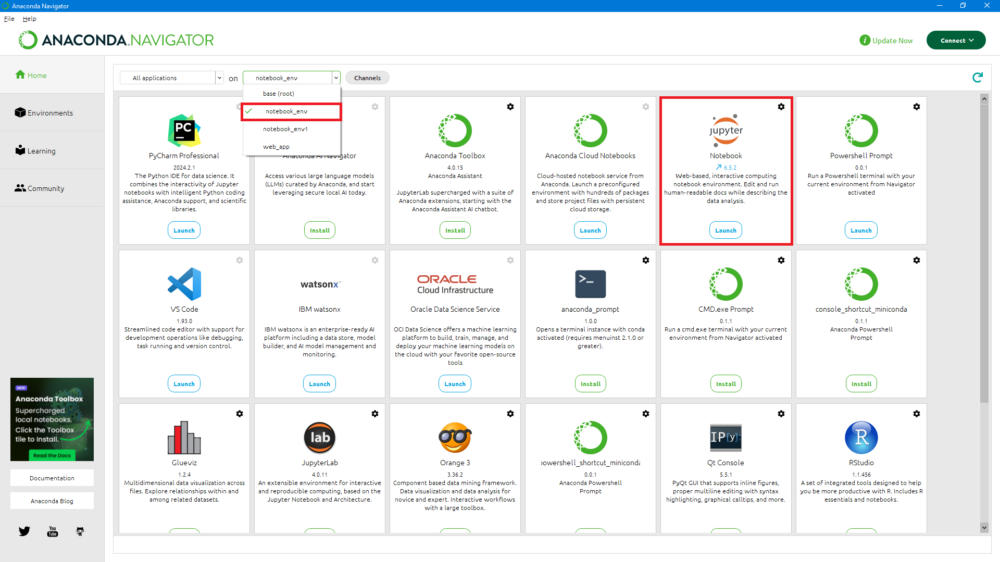 Anaconda Navigator
File Help
ANACONDA.NAVIGATOR
i Update Now
Connect
Home
Environments
Learning
Community
All applications
on
notebook_env
Channels
base (root)
notebook_env
notebook_env1
web_app
PC
PyCharm Professional
2024.2.1
The Python IDE for data science. It
combines the interactivity of Jupyter
notebooks with intelligent Python coding
assistance, Anaconda support, and scientific
libraries.
Launch
Anaconda AI Navigator
Access various large language models
(LLMs) curated by Anaconda, and start
leveraging secure local AI today.
Install
Anaconda Toolbox
4.0.15
Anaconda Assistant
JupyterLab supercharged with a suite of
Anaconda extensions, starting with the
Anaconda Assistant AI chatbot.
Install
Anaconda Cloud Notebooks
Cloud-hosted notebook service from
Anaconda. Launch a preconfigured
environment with hundreds of packages
and store project files with persistent
cloud storage.
Launch
jupyter
Notebook
6.5.2
Web-based, interactive computing
notebook environment. Edit and run
human-readable docs while describing the
data analysis.
Launch
Powershell Prompt
0.0.1
Run a Powershell terminal with your
current environment from Navigator
activated
Launch
VS Code
1.93.0
Streamlined code editor with support for
development operations like debugging,
task running and version control.
Launch
watsonx™
IBM watsonx
IBM watsonx is an enterprise-ready AI
platform including a data store, model
builder, and AI model management and
monitoring.
Launch
ORACLE
Cloud Infrastructure
Oracle Data Science Service
OCI Data Science offers a machine learning
platform to build, train, manage, and
deploy your machine learning models on
the cloud with your favorite open-source
tools
Launch
>_
anaconda_prompt
1.0.0
Opens a terminal instance with conda
activated (requires menuinst 2.1.0 or
greater).
Install
CMD.exe Prompt
0.1.1
Run a cmd.exe terminal with your current
environment from Navigator activated
Install
console_shortcut_miniconda
0.1.1
Anaconda Powershell
Prompt
Install
Glueviz
1.2.4
Multidimensional data visualization across
files. Explore relationships within and
among related datasets.
lab
JupyterLab
4.0.11
An extensible environment for interactive
and reproducible computing, based on the
Jupyter Notebook and Architecture.
Orange 3
3.36.2
Component based data mining framework.
Data visualization and data analysis for
novice and expert. Interactive workflows
with a large toolbox.
powershell_shortcut_miniconda
0.0.1
Anaconda Powershell
Prompt
IP[y]:
Qt Console
5.5.1
PyQt GUI that supports inline figures,
proper multiline editing with syntax
highlighting, graphical calltips, and more.
R
RStudio
1.1.456
A set of integrated tools designed to help
you be more productive with R. Includes R
essentials and notebooks.
NEW
Anaconda Toolbox
Supercharged
local notebooks.
Click the Toolbox
tile to Install.
Read the Docs
Documentation
Anaconda Blog
You
Tube